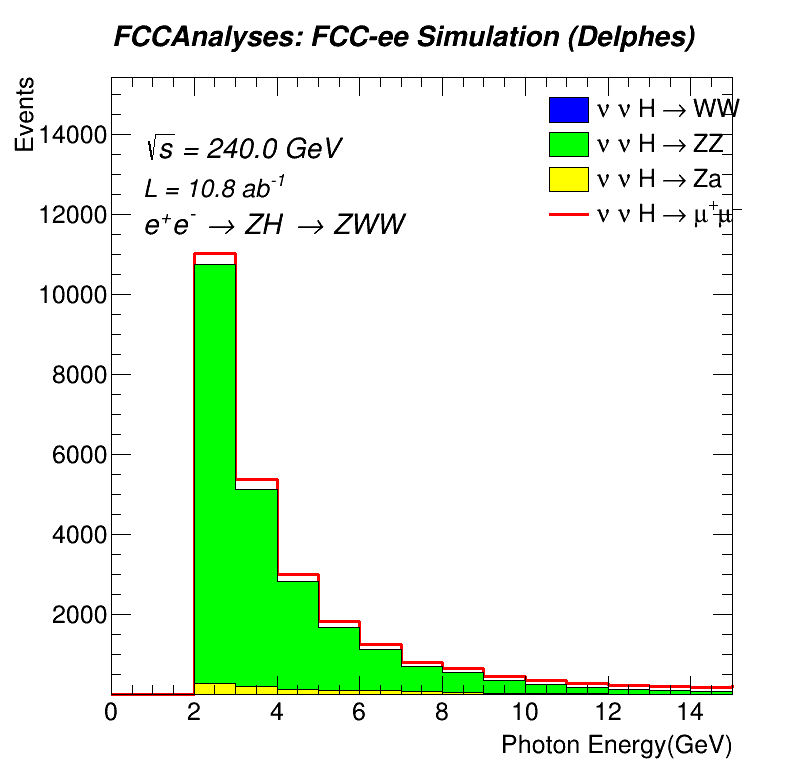 FCCAnalyses: FCC-ee Simulation (Delphes)
Events
√s = 240.0 GeV
L = 10.8 ab⁻¹
e⁺e⁻ → ZH → ZWW
ν ν H → WW
ν ν H → ZZ
ν ν H → Za
ν ν H → μ⁺μ⁻
14000
12000
10000
8000
6000
4000
2000
0 2 4 6 8 10 12 14
Photon Energy(GeV)